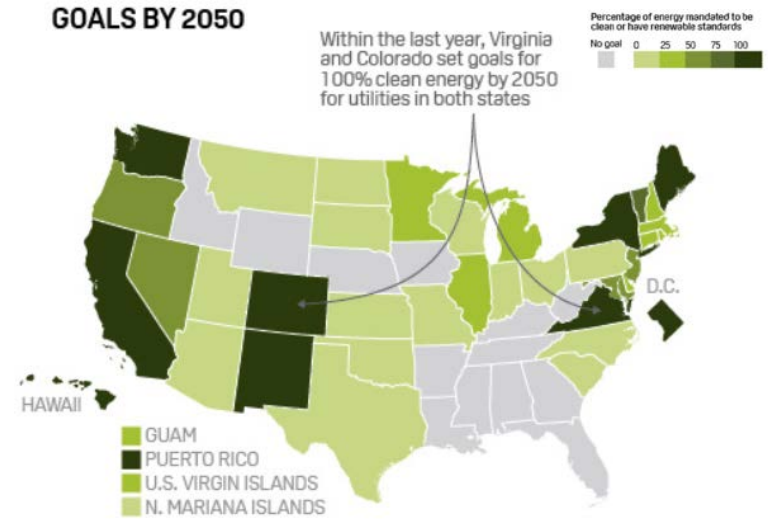 GOALS BY 2050
Percentage of energy mandated to be
clean or have renewable standards
No goal 0 25 50 75 100
Within the last year, Virginia
and Colorado set goals for
100% clean energy by 2050
for utilities in both states
D.C.
HAWAII
GUAM
PUERTO RICO
U.S. VIRGIN ISLANDS
N. MARIANA ISLANDS